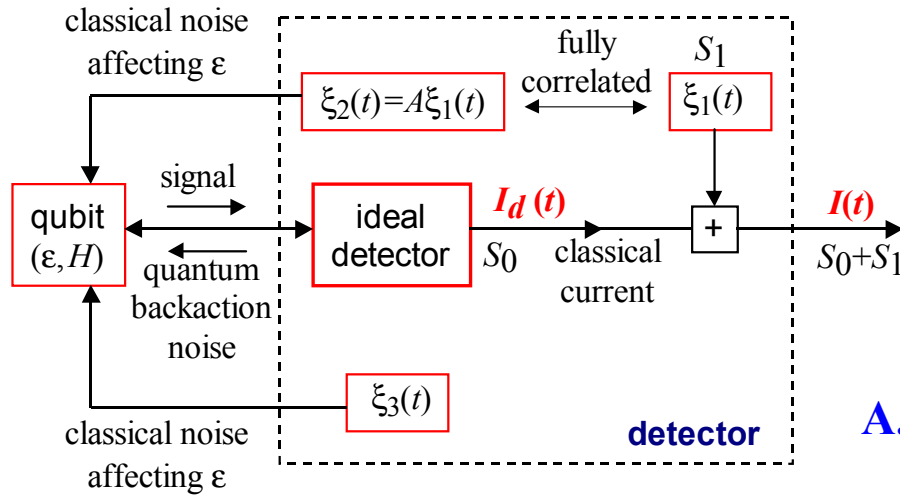 classical noise
affecting ε
fully
correlated
S1
ξ2(t)=Aξ1(t)
ξ1(t)
signal
qubit
(ε, H)
ideal
detector
Id (t)
S0
classical
current
+
I(t)
S0+S1
quantum
backaction
noise
ξ3(t)
classical noise
affecting ε
detector
A.